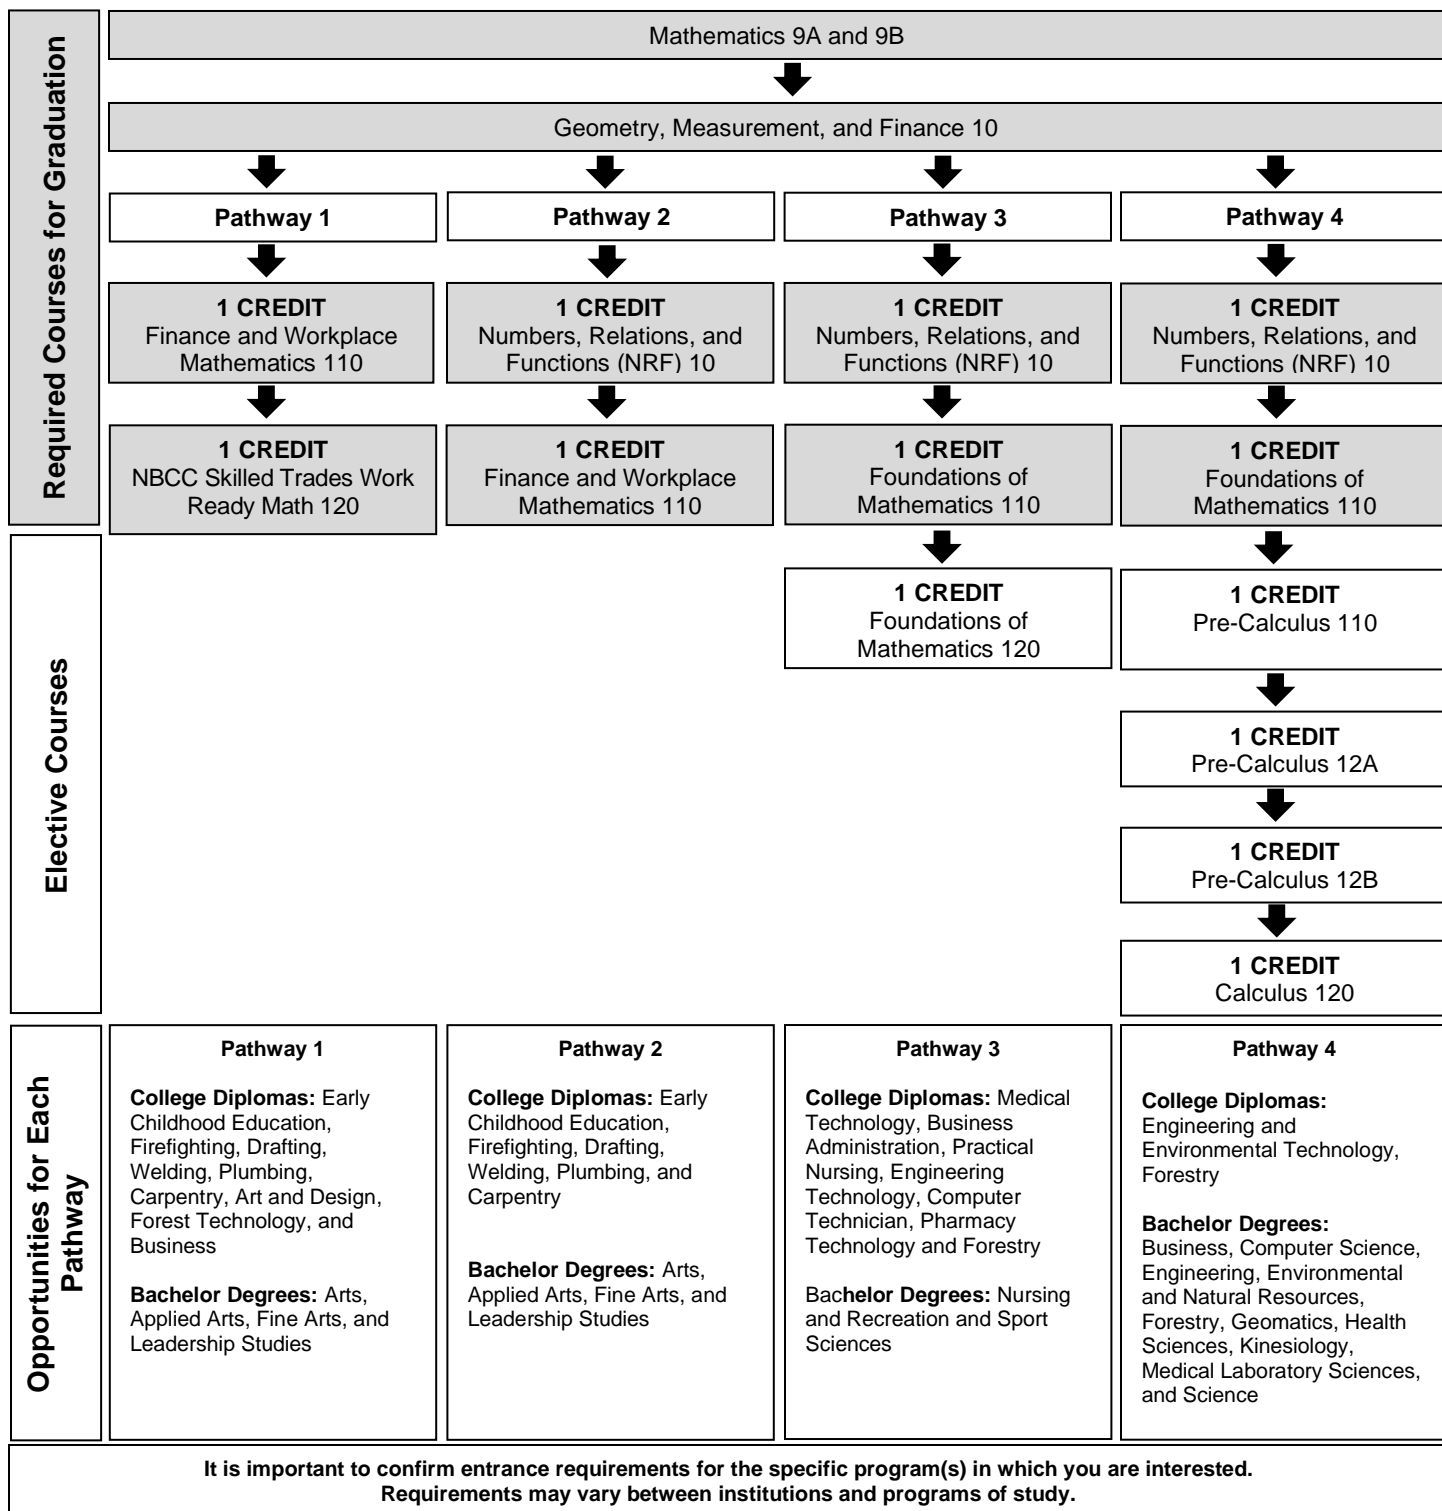 Required Courses for Graduation
Mathematics 9A and 9B
Geometry, Measurement, and Finance 10
Pathway 1
Pathway 2
Pathway 3
Pathway 4
1 CREDIT
Finance and Workplace
Mathematics 110
1 CREDIT
Numbers, Relations, and
Functions (NRF) 10
1 CREDIT
Numbers, Relations, and
Functions (NRF) 10
1 CREDIT
Numbers, Relations, and
Functions (NRF) 10
1 CREDIT
NBCC Skilled Trades Work
Ready Math 120
1 CREDIT
Finance and Workplace
Mathematics 110
1 CREDIT
Foundations of
Mathematics 110
1 CREDIT
Foundations of
Mathematics 110
Elective Courses
1 CREDIT
Foundations of
Mathematics 120
1 CREDIT
Pre-Calculus 110
1 CREDIT
Pre-Calculus 12A
1 CREDIT
Pre-Calculus 12B
1 CREDIT
Calculus 120
Opportunities for Each
Pathway
Pathway 1
College Diplomas: Early
Childhood Education,
Firefighting, Drafting,
Welding, Plumbing,
Carpentry, Art and Design,
Forest Technology, and
Business
Bachelor Degrees: Arts,
Applied Arts, Fine Arts, and
Leadership Studies
Pathway 2
College Diplomas: Early
Childhood Education,
Firefighting, Drafting,
Welding, Plumbing, and
Carpentry
Bachelor Degrees: Arts,
Applied Arts, Fine Arts, and
Leadership Studies
Pathway 3
College Diplomas: Medical
Technology, Business
Administration, Practical
Nursing, Engineering
Technology, Computer
Technician, Pharmacy
Technology and Forestry
Bachelor Degrees: Nursing
and Recreation and Sport
Sciences
Pathway 4
College Diplomas:
Engineering and
Environmental Technology,
Forestry
Bachelor Degrees:
Business, Computer Science,
Engineering, Environmental
and Natural Resources,
Forestry, Geomatics, Health
Sciences, Kinesiology,
Medical Laboratory Sciences,
and Science
It is important to confirm entrance requirements for the specific program(s) in which you are interested.
Requirements may vary between institutions and programs of study.